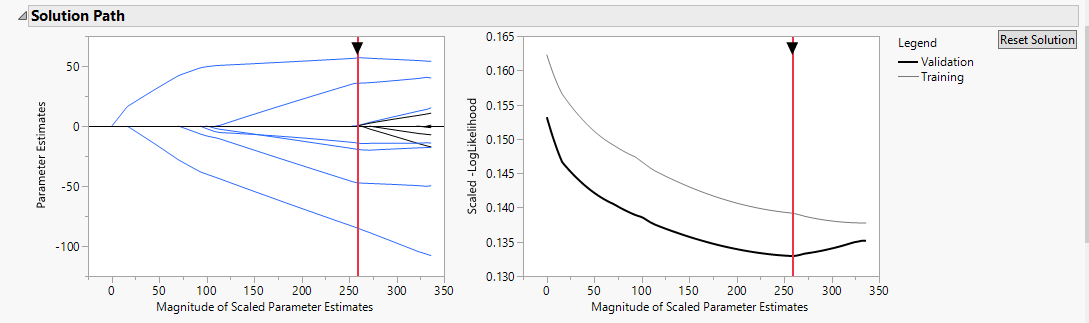 Solution Path
Parameter Estimates
50
0
-50
-100
0 50 100 150 200 250 300 350
Magnitude of Scaled Parameter Estimates
Scaled -LogLikelihood
0.165
0.160
0.155
0.150
0.145
0.140
0.135
0.130
0 50 100 150 200 250 300 350
Magnitude of Scaled Parameter Estimates
Legend
Validation
Training
Reset Solution